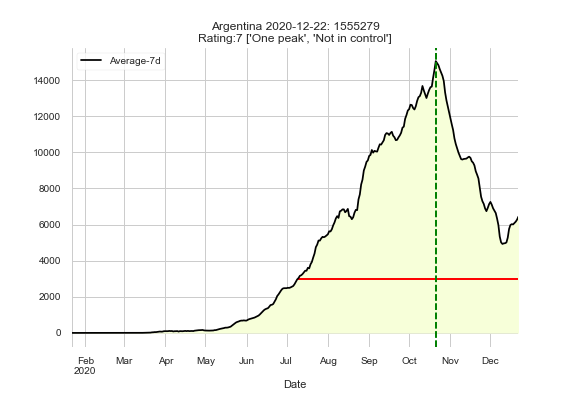 Argentina 2020-12-22: 1555279
Rating:7 ['One peak', 'Not in control']
Average-7d
14000
12000
10000
8000
6000
4000
2000
0
Feb Mar Apr May Jun Jul Aug Sep Oct Nov Dec
2020
Date